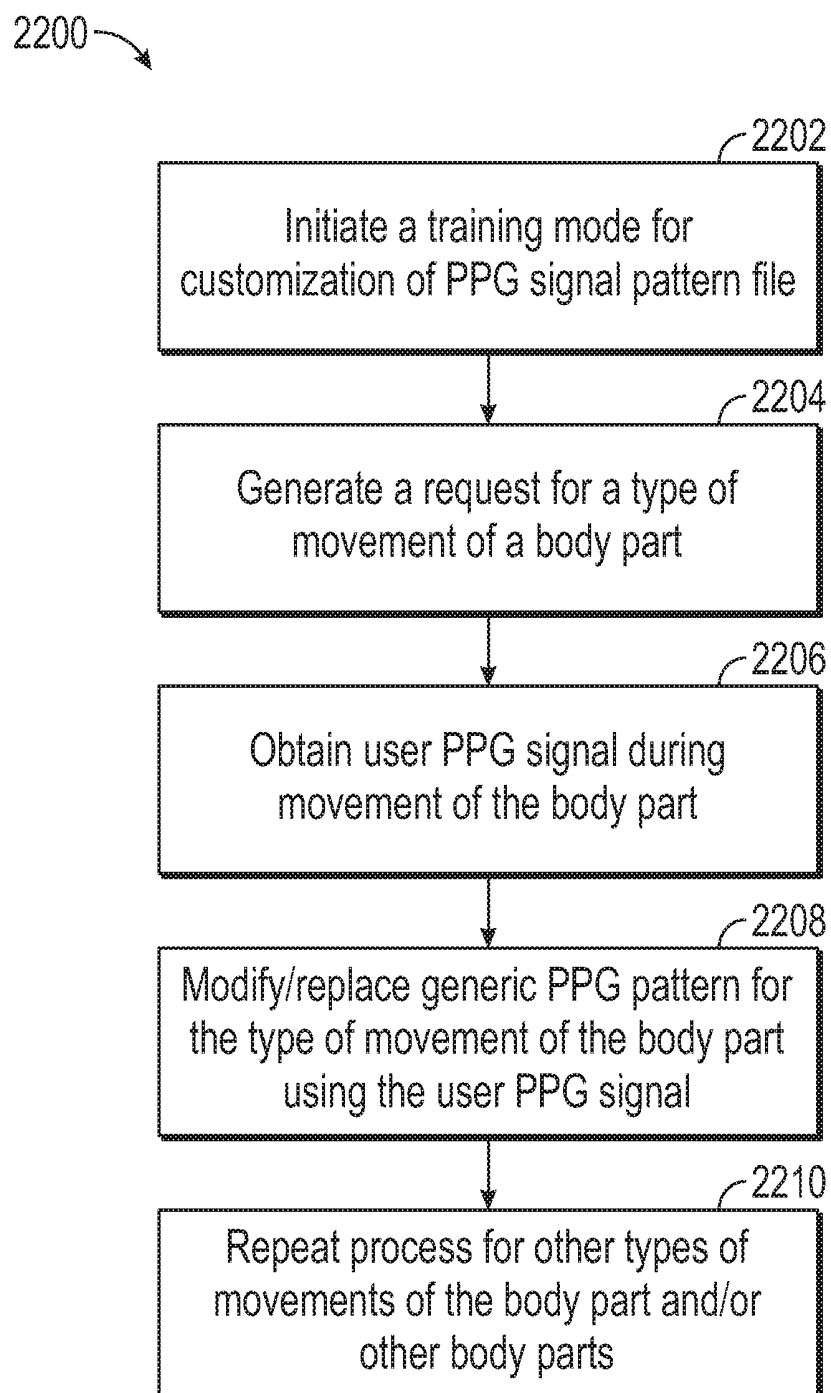 2200
2202
Initiate a training mode for
customization of PPG signal pattern file
2204
Generate a request for a type of
movement of a body part
2206
Obtain user PPG signal during
movement of the body part
2208
Modify/replace generic PPG pattern for
the type of movement of the body part
using the user PPG signal
2210
Repeat process for other types of
movements of the body part and/or
other body parts